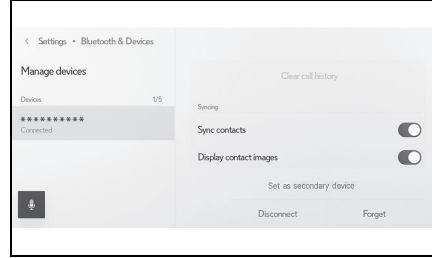 < Settings • Bluetooth & Devices
Manage devices
Devices 1/5
**********
Connected
Clear call history
Syncing
Sync contacts
Display contact images
Set as secondary device
Disconnect Forget